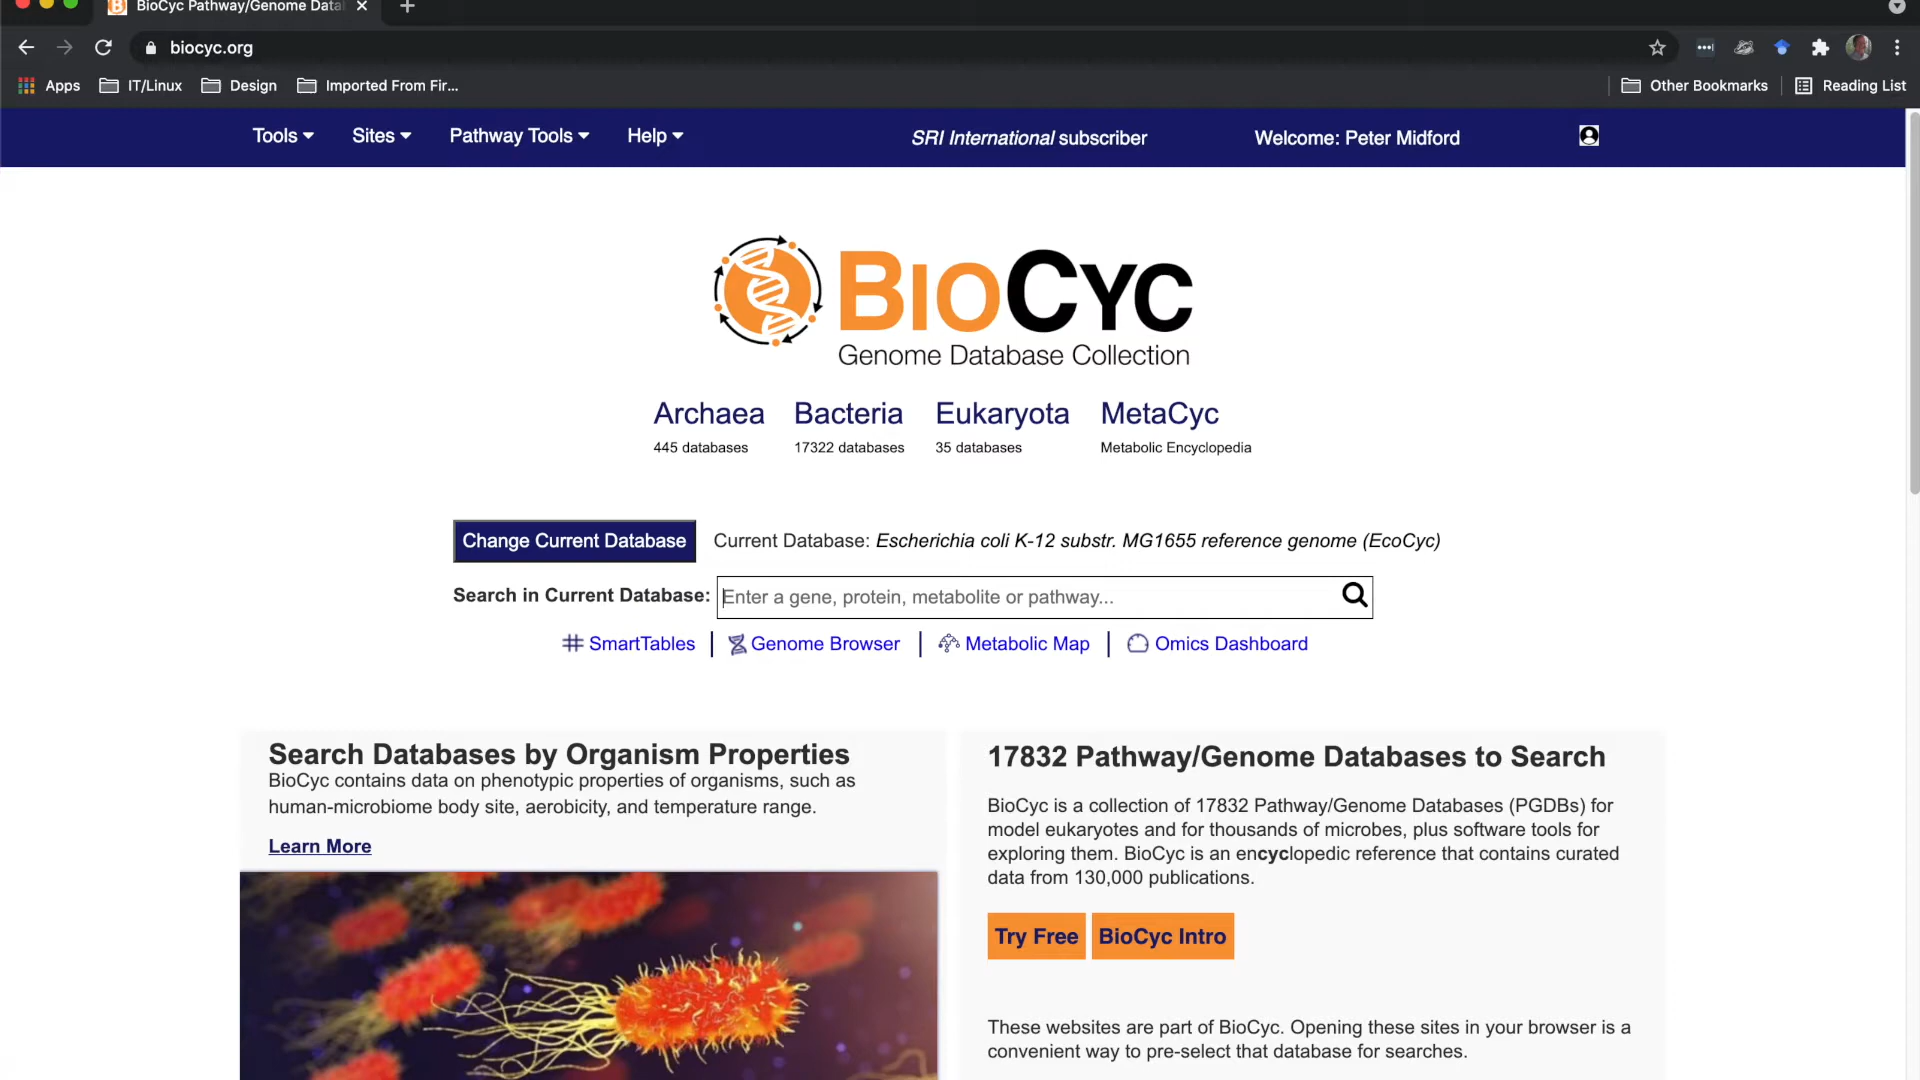 BioCyc Pathway/Genome Data
biocyc.org
Apps
IT/Linux
Design
Imported From Fir...
Other Bookmarks
Reading List
Tools
Sites
Pathway Tools
Help
SRI International subscriber
Welcome: Peter Midford
BioCyc
Genome Database Collection
Archaea
Bacteria
Eukaryota
MetaCyc
445 databases
17322 databases
35 databases
Metabolic Encyclopedia
Change Current Database
Current Database: Escherichia coli K-12 substr. MG1655 reference genome (EcoCyc)
Search in Current Database:
Enter a gene, protein, metabolite or pathway...
SmartTables
Genome Browser
Metabolic Map
Omics Dashboard
Search Databases by Organism Properties
BioCyc contains data on phenotypic properties of organisms, such as
human-microbiome body site, aerobicity, and temperature range.
Learn More
17832 Pathway/Genome Databases to Search
BioCyc is a collection of 17832 Pathway/Genome Databases (PGDBs) for
model eukaryotes and for thousands of microbes, plus software tools for
exploring them. BioCyc is an encyclopedic reference that contains curated
data from 130,000 publications.
Try Free
BioCyc Intro
These websites are part of BioCyc. Opening these sites in your browser is a
convenient way to pre-select that database for searches.